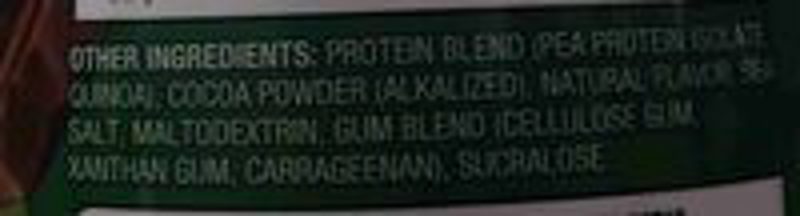 OTHER INGREDIENTS: PROTEIN BLEND (PEA PROTEIN ISOLATE,
QUINOA), COCOA POWDER (ALKALIZED), NATURAL FLAVOR, SEA
SALT, MALTODEXTRIN, GUM BLEND (CELLULOSE GUM,
XANTHAN GUM, CARRAGEENAN), SUCRALOSE